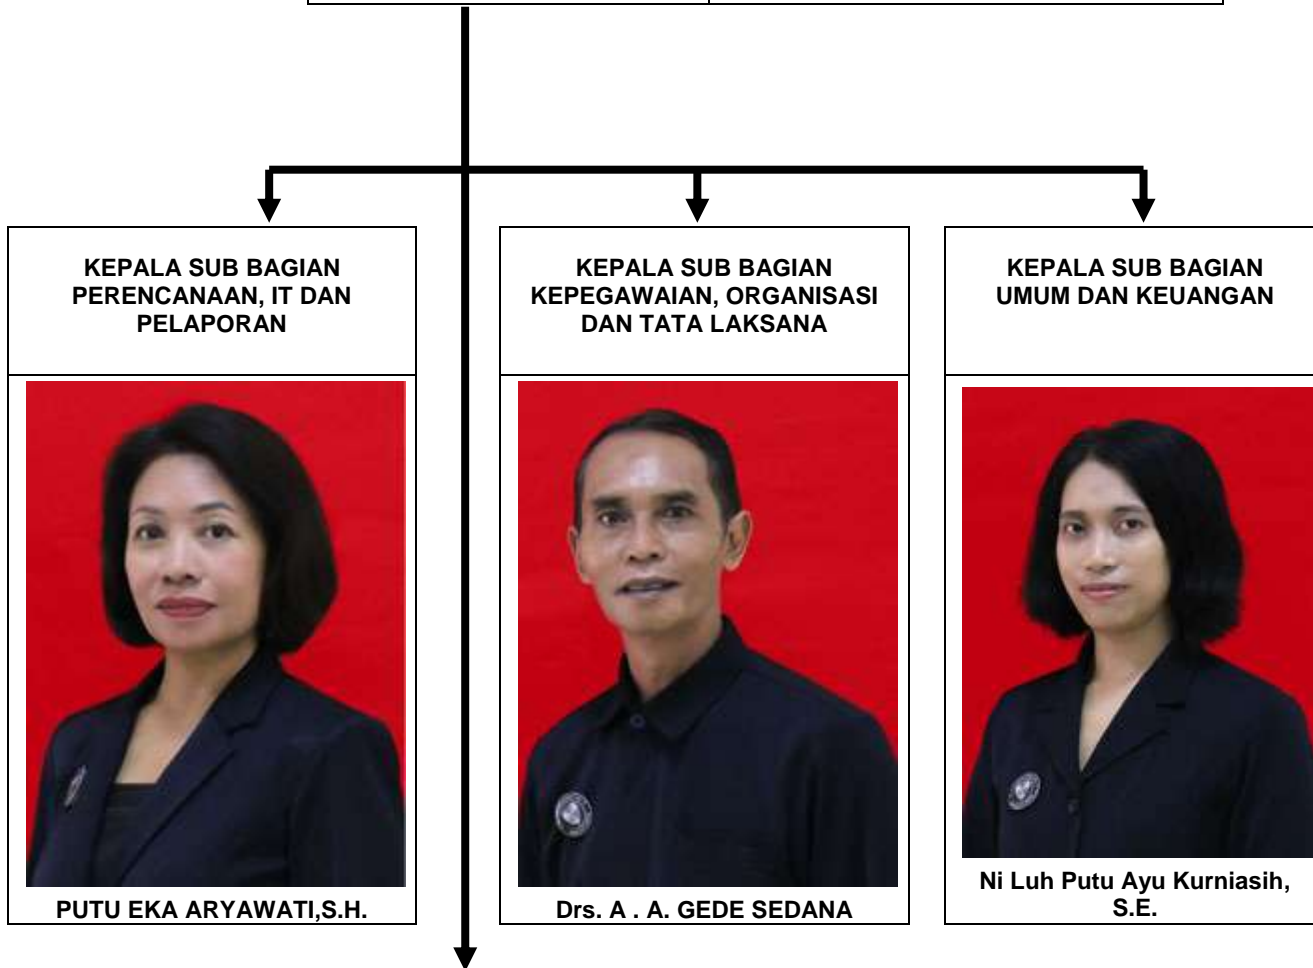 KEPALA SUB BAGIAN
PERENCANAAN, IT DAN
PELAPORAN
PUTU EKA ARYAWATI,S.H.
KEPALA SUB BAGIAN
KEPEGAWAIAN, ORGANISASI
DAN TATA LAKSANA
Drs. A . A. GEDE SEDANA
KEPALA SUB BAGIAN
UMUM DAN KEUANGAN
Ni Luh Putu Ayu Kurniasih,
S.E.